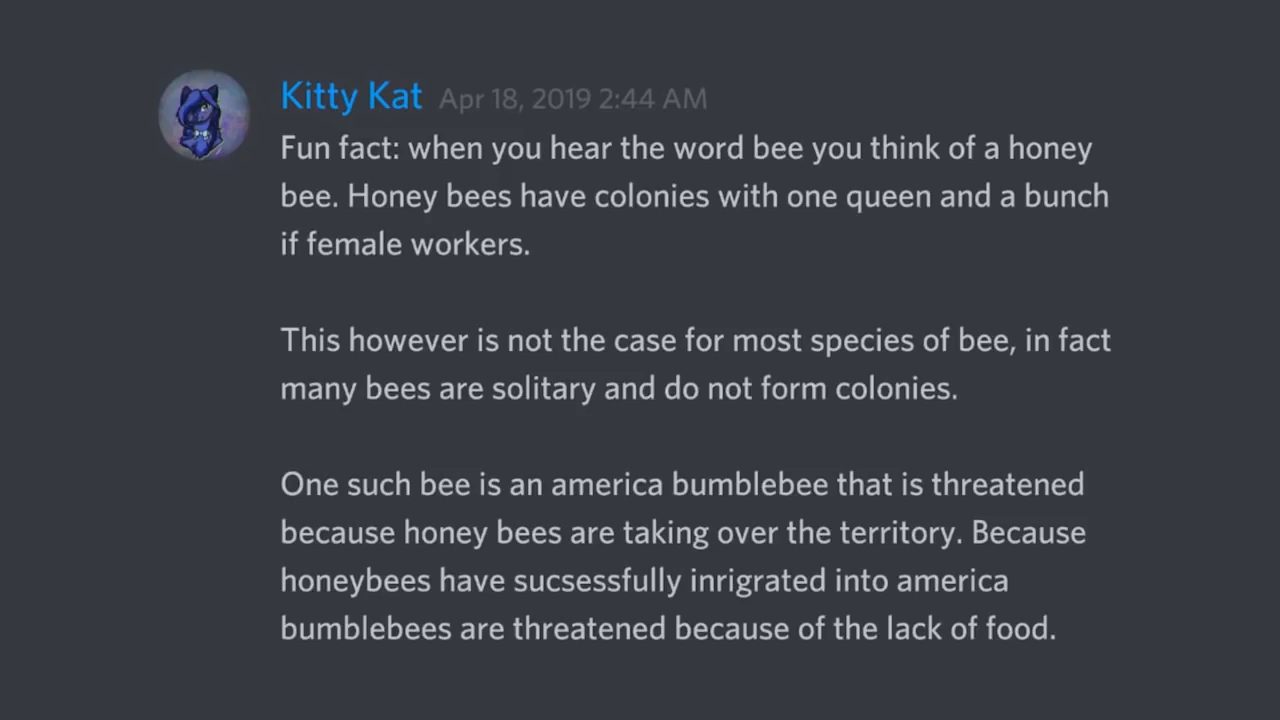 Kitty Kat Apr 18, 2019 2:44 AM
Fun fact: when you hear the word bee you think of a honey
bee. Honey bees have colonies with one queen and a bunch
if female workers.
This however is not the case for most species of bee, in fact
many bees are solitary and do not form colonies.
One such bee is an america bumblebee that is threatened
because honey bees are taking over the territory. Because
honeybees have sucsessfully inrigrated into america
bumblebees are threatened because of the lack of food.